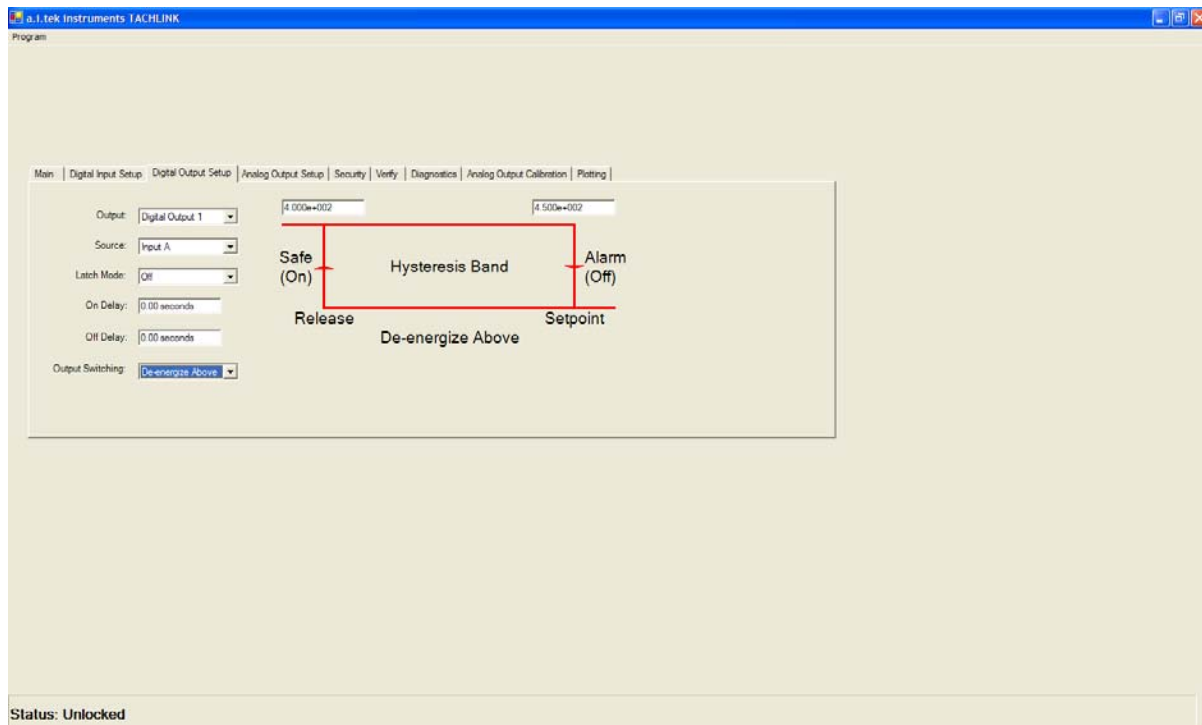 a.i.tek instruments TACHLINK
Program
Main Digital Input Setup Digital Output Setup Analog Output Setup Security Verify Diagnostics Analog Output Calibration Plotting
Output: Digital Output 1
4.000e+002 4.500e+002
Source: Input A
Safe
(On)
Hysteresis Band
Alarm
(Off)
Latch Mode: Off
On Delay: 0.00 seconds
Release Setpoint
Off Delay: 0.00 seconds
De-energize Above
Output Switching: De-energize Above
Status: Unlocked